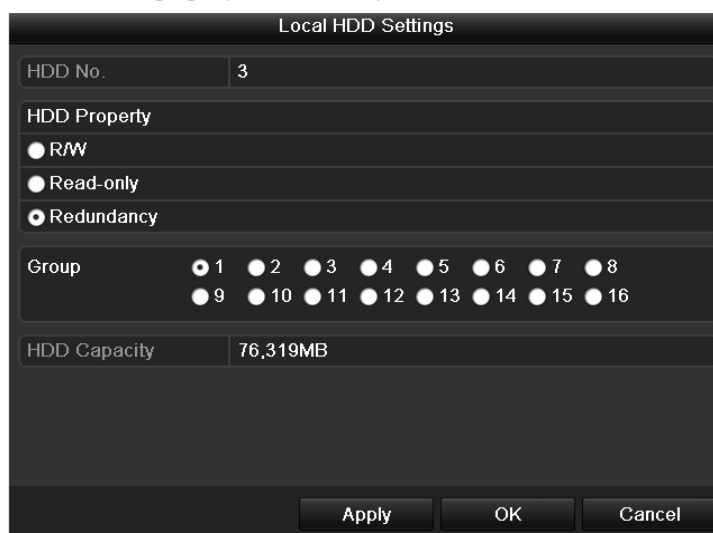 Local HDD Settings
HDD No. 3
HDD Property
R/W
Read-only
Redundancy
Group 1 2 3 4 5 6 7 8
9 10 11 12 13 14 15 16
HDD Capacity 76,319MB
Apply OK Cancel